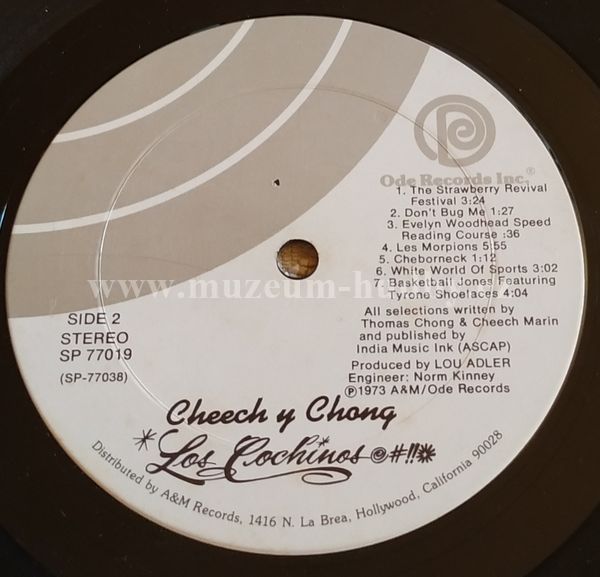 Ode Records Inc.®
1. The Strawberry Revival
Festival 3:24
2. Don't Bug Me 1:27
3. Evelyn Woodhead Speed
Reading Course :36
4. Les Morpions 5:55
5. Cheborneck 1:12
6. White World Of Sports 3:02
7. Basketball Jones Featuring
Tyrone Shoelaces 4:04
All selections written by
Thomas Chong & Cheech Marin
and published by
India Music Ink (ASCAP)
Produced by LOU ADLER
Engineer: Norm Kinney
℗1973 A&M/Ode Records
SIDE 2
STEREO
SP 77019
(SP-77038)
Cheech y Chong
*Los Cochinos @#!!*
Distributed by A&M Records, 1416 N. La Brea, Hollywood, California 90028